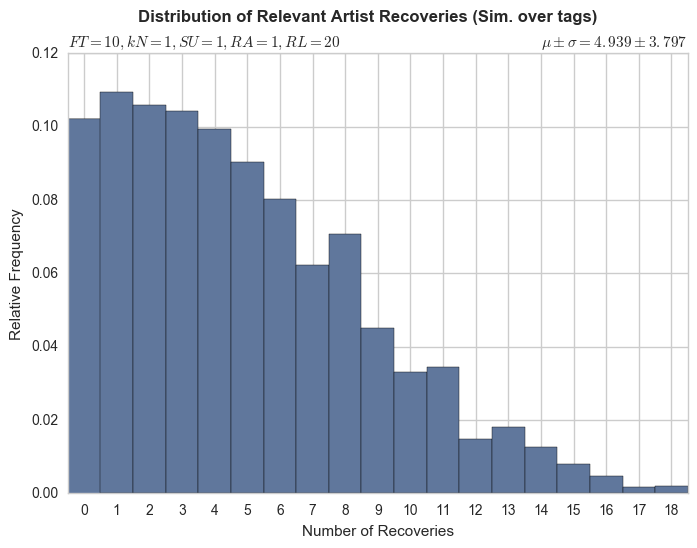 Distribution of Relevant Artist Recoveries (Sim. over tags)
FT = 10, kN = 1, SU = 1, RA = 1, RL = 20
μ ± σ = 4.939 ± 3.797
0.12
0.10
0.08
0.06
0.04
0.02
0.00
Relative Frequency
0 1 2 3 4 5 6 7 8 9 10 11 12 13 14 15 16 17 18
Number of Recoveries